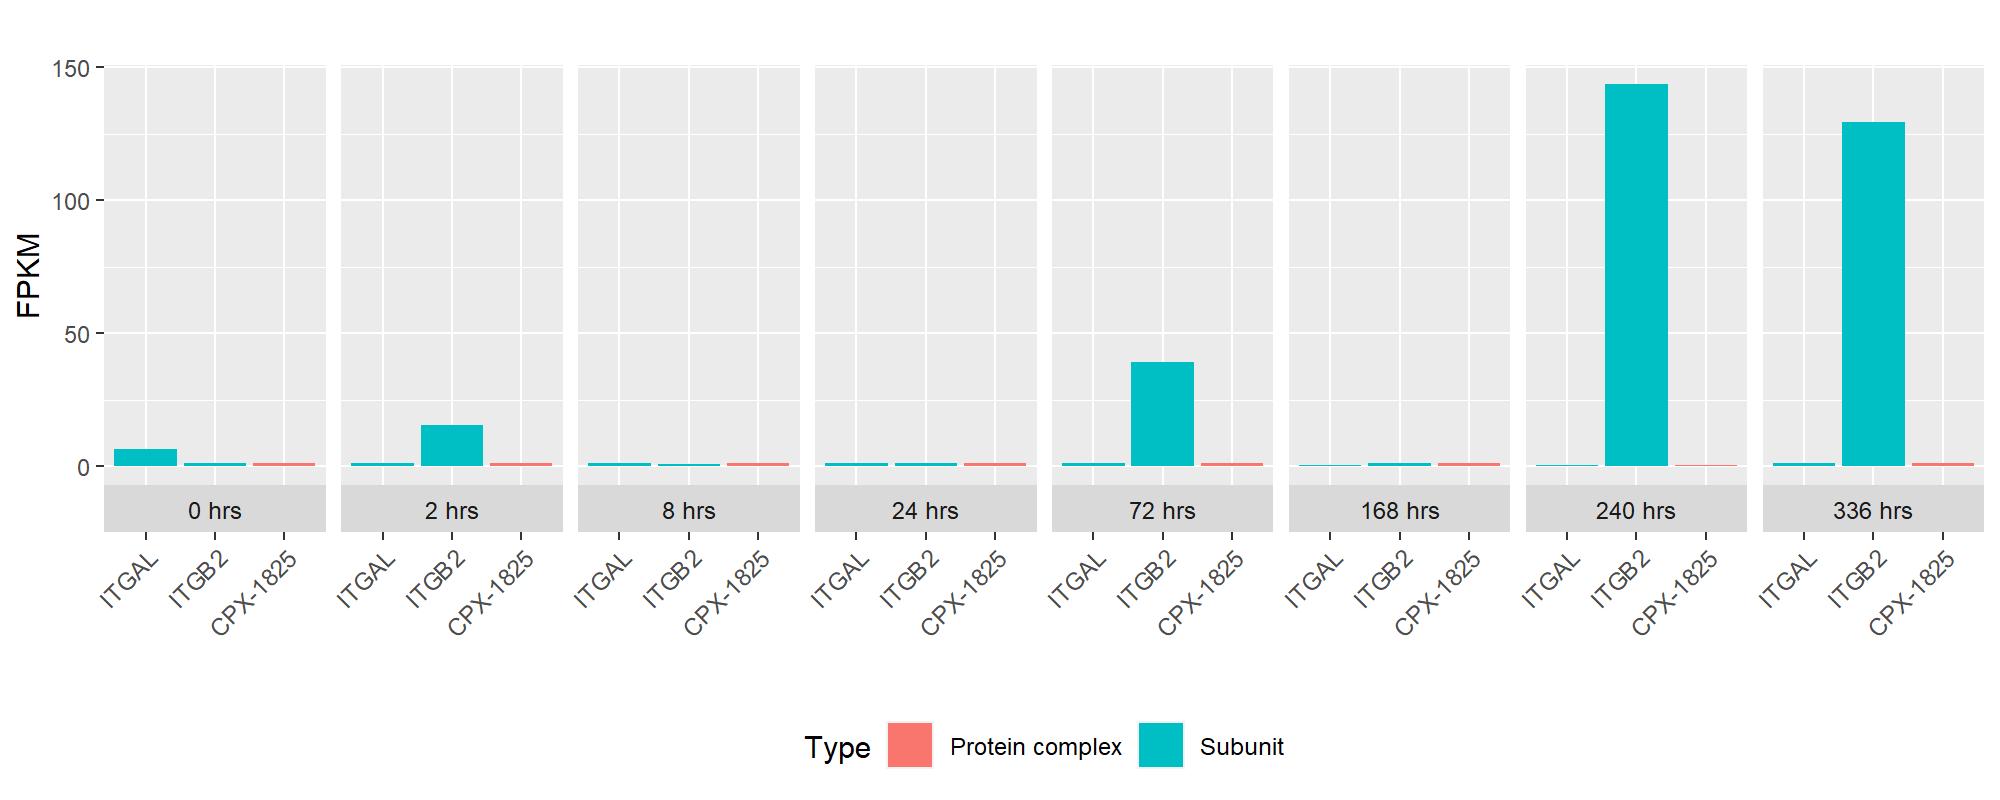 150
100
50
0
FPKM
0 hrs
2 hrs
8 hrs
24 hrs
72 hrs
168 hrs
240 hrs
336 hrs
ITGAL
ITGB2
CPX-1825
ITGAL
ITGB2
CPX-1825
ITGAL
ITGB2
CPX-1825
ITGAL
ITGB2
CPX-1825
ITGAL
ITGB2
CPX-1825
ITGAL
ITGB2
CPX-1825
ITGAL
ITGB2
CPX-1825
ITGAL
ITGB2
CPX-1825
Type Protein complex Subunit